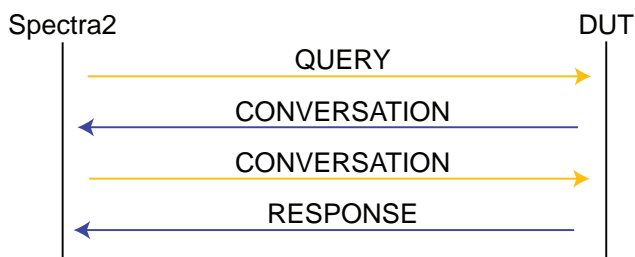 Spectra2
DUT
QUERY
CONVERSATION
CONVERSATION
RESPONSE